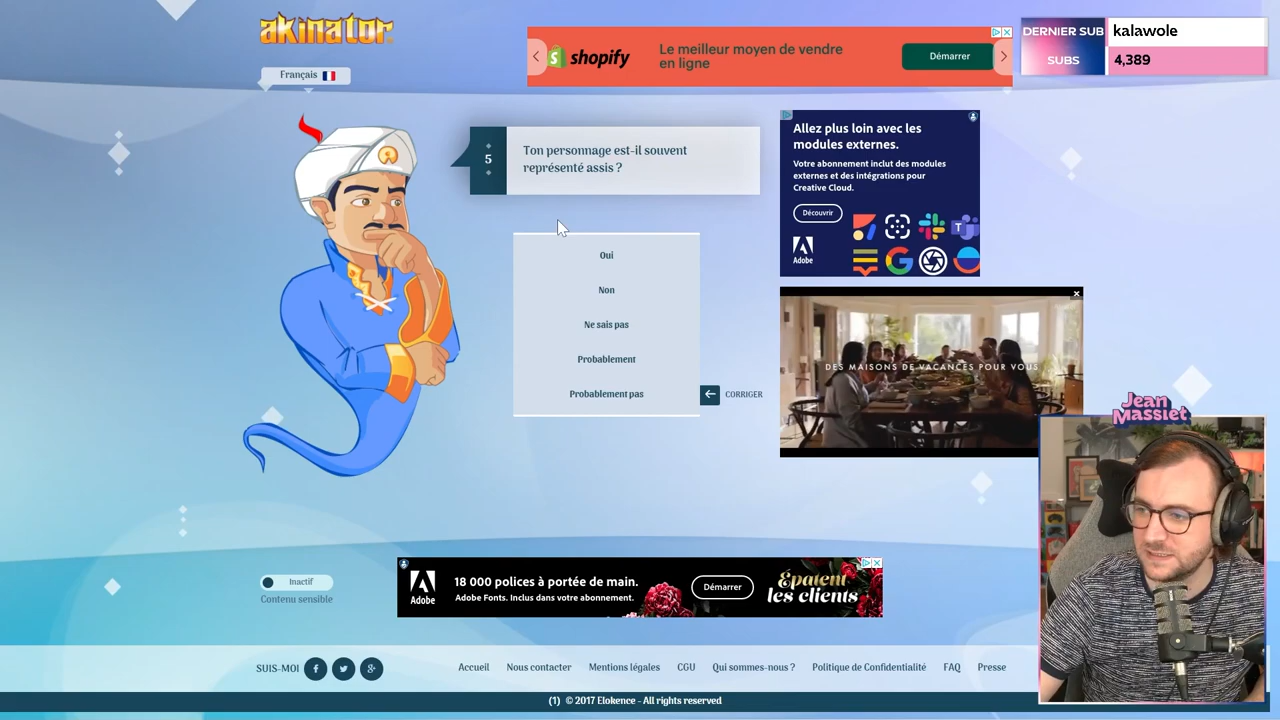 akinator
Français
shopify
Le meilleur moyen de vendre
en ligne
Démarrer
DERNIER SUB
kalawole
SUBS
4,389
5
Ton personnage est-il souvent
représenté assis ?
Oui
Non
Ne sais pas
Probablement
Probablement pas
CORRIGER
Allez plus loin avec les
modules externes.
Votre abonnement inclut des modules
externes et des intégrations pour
Creative Cloud.
Découvrir
Adobe
DES MAISONS DE VACANCES POUR VOUS
Jean
Massiet
Inactif
Contenu sensible
Adobe
18 000 polices à portée de main.
Adobe Fonts. Inclus dans votre abonnement.
Démarrer
Épatent
les clients
SUIS-MOI
Accueil
Nous contacter
Mentions légales
CGU
Qui sommes-nous ?
Politique de Confidentialité
FAQ
Presse
(1) © 2017 Elokence - All rights reserved